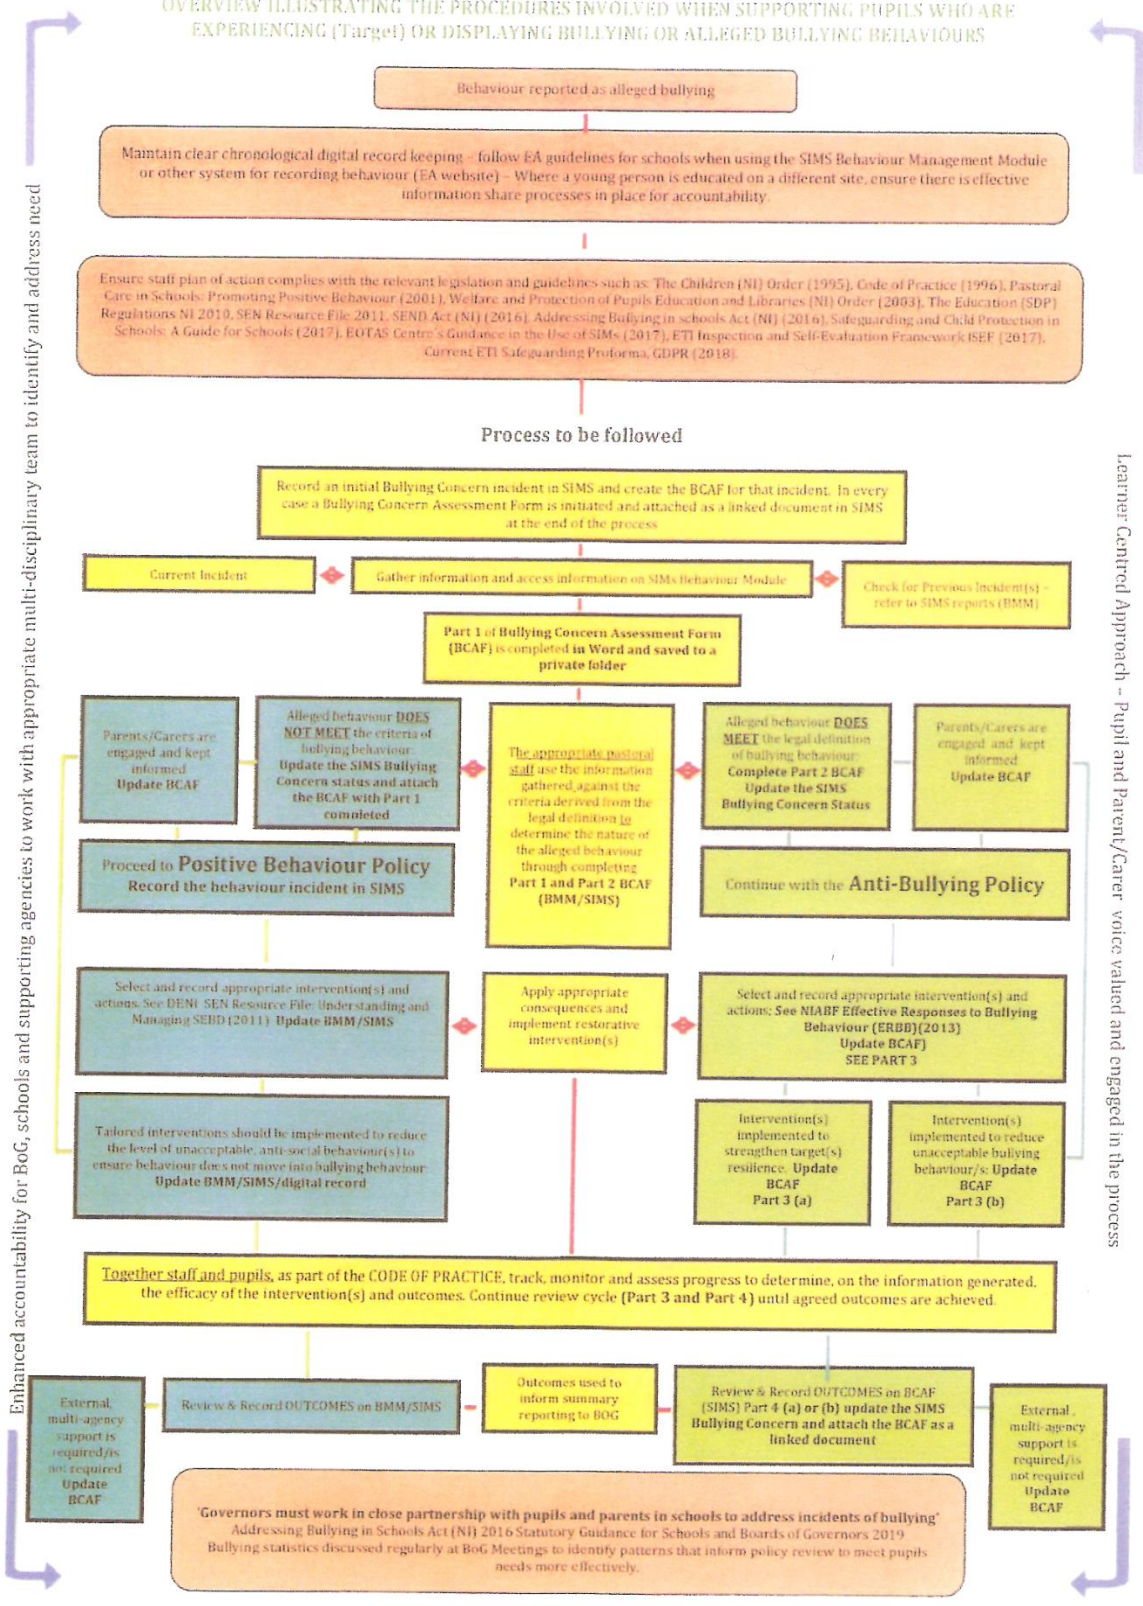 OVERVIEW ILLUSTRATING THE PROCEDURES INVOLVED WHEN SUPPORTING PUPILS WHO ARE
EXPERIENCING (Target) OR DISPLAYING BULLYING OR ALLEGED BULLYING BEHAVIOURS
Behaviour reported as alleged bullying
Maintain clear chronological digital record keeping – follow EA guidelines for schools when using the SIMS Behaviour Management Module
or other system for recording behaviour (EA website) – Where a young person is educated on a different site, ensure there is effective
information share processes in place for accountability.
Ensure staff plan of action complies with the relevant legislation and guidelines such as: The Children (NI) Order (1995), Code of Practice (1996), Pastoral
Care in Schools: Promoting Positive Behaviour (2001), Welfare and Protection of Pupils Education and Libraries (NI) Order (2003), The Education (SDP)
Regulations NI 2010, SEN Resource File 2011, SEND Act (NI) (2016), Addressing Bullying in schools Act (NI) (2016), Safeguarding and Child Protection in
Schools: A Guide for Schools (2017), EOTAS Centre's Guidance in the Use of SIMs (2017), ETI Inspection and Self-Evaluation Framework ISEF (2017),
Current ETI Safeguarding Proforma, GDPR (2018).
Process to be followed
Record an initial Bullying Concern incident in SIMS and create the BCAF for that incident. In every
case a Bullying Concern Assessment Form is initiated and attached as a linked document in SIMS
at the end of the process
Current Incident
Gather information and access information on SIMs Behaviour Module
Check for Previous Incident(s) –
refer to SIMS reports (BMM)
Part 1 of Bullying Concern Assessment Form
(BCAF) is completed in Word and saved to a
private folder
Parents/Carers are
engaged and kept
informed
Update BCAF
Alleged behaviour DOES
NOT MEET the criteria of
bullying behaviour:
Update the SIMS Bullying
Concern status and attach
the BCAF with Part 1
completed
The appropriate pastoral
staff use the information
gathered, against the
criteria derived from the
legal definition to
determine the nature of
the alleged behaviour
through completing
Part 1 and Part 2 BCAF
(BMM/SIMS)
Alleged behaviour DOES
MEET the legal definition
of bullying behaviour:
Complete Part 2 BCAF
Update the SIMS
Bullying Concern Status
Parents/Carers are
engaged and kept
informed
Update BCAF
Proceed to Positive Behaviour Policy
Record the behaviour incident in SIMS
Continue with the Anti-Bullying Policy
Select and record appropriate intervention(s) and
actions. See DENI SEN Resource File: Understanding and
Managing SEBD (2011) Update BMM/SIMS
Apply appropriate
consequences and
implement restorative
intervention(s)
Select and record appropriate intervention(s) and
actions; See NIABF Effective Responses to Bullying
Behaviour (ERBB)(2013)
Update BCAF)
SEE PART 3
Tailored interventions should be implemented to reduce
the level of unacceptable, anti-social behaviour(s) to
ensure behaviour does not move into bullying behaviour:
Update BMM/SIMS/digital record
Intervention(s)
implemented to
strengthen target(s)
resilience. Update
BCAF
Part 3 (a)
Intervention(s)
implemented to reduce
unacceptable bullying
behaviour/s: Update
BCAF
Part 3 (b)
Together staff and pupils, as part of the CODE OF PRACTICE, track, monitor and assess progress to determine, on the information generated,
the efficacy of the intervention(s) and outcomes. Continue review cycle (Part 3 and Part 4) until agreed outcomes are achieved.
External,
multi-agency
support is
required/is
not required
Update
BCAF
Review & Record OUTCOMES on BMM/SIMS
Outcomes used to
inform summary
reporting to BOG
Review & Record OUTCOMES on BCAF
(SIMS) Part 4 (a) or (b) update the SIMS
Bullying Concern and attach the BCAF as a
linked document
External,
multi-agency
support is
required/is
not required
Update
BCAF
'Governors must work in close partnership with pupils and parents in schools to address incidents of bullying'
Addressing Bullying in Schools Act (NI) 2016 Statutory Guidance for Schools and Boards of Governors 2019
Bullying statistics discussed regularly at BoG Meetings to identify patterns that inform policy review to meet pupils
needs more effectively.
Enhanced accountability for BoG, schools and supporting agencies to work with appropriate multi-disciplinary team to identify and address need
Learner Centred Approach – Pupil and Parent/Carer voice valued and engaged in the process